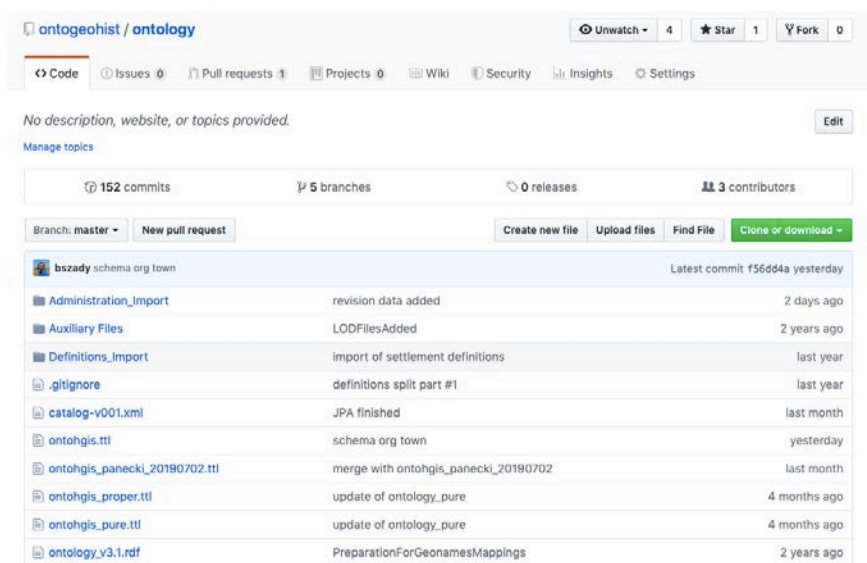 ontogeohist / ontology Unwatch 4 Star 1 Fork 0
Code Issues 0 Pull requests 1 Projects 0 Wiki Security Insights Settings
No description, website, or topics provided. Edit
Manage topics
152 commits 5 branches 0 releases 3 contributors
Branch: master New pull request Create new file Upload files Find File Clone or download
bszady schema org town Latest commit f56dd4a yesterday
Administration_Import revision data added 2 days ago
Auxiliary Files LODFilesAdded 2 years ago
Definitions_Import import of settlement definitions last year
.gitignore definitions split part #1 last year
catalog-v001.xml JPA finished last month
ontohgis.ttl schema org town yesterday
ontohgis_panecki_20190702.ttl merge with ontohgis_panecki_20190702 last month
ontohgis_proper.ttl update of ontology_pure 4 months ago
ontohgis_pure.ttl update of ontology_pure 4 months ago
ontology_v3.1.rdf PreparationForGeonamesMappings 2 years ago